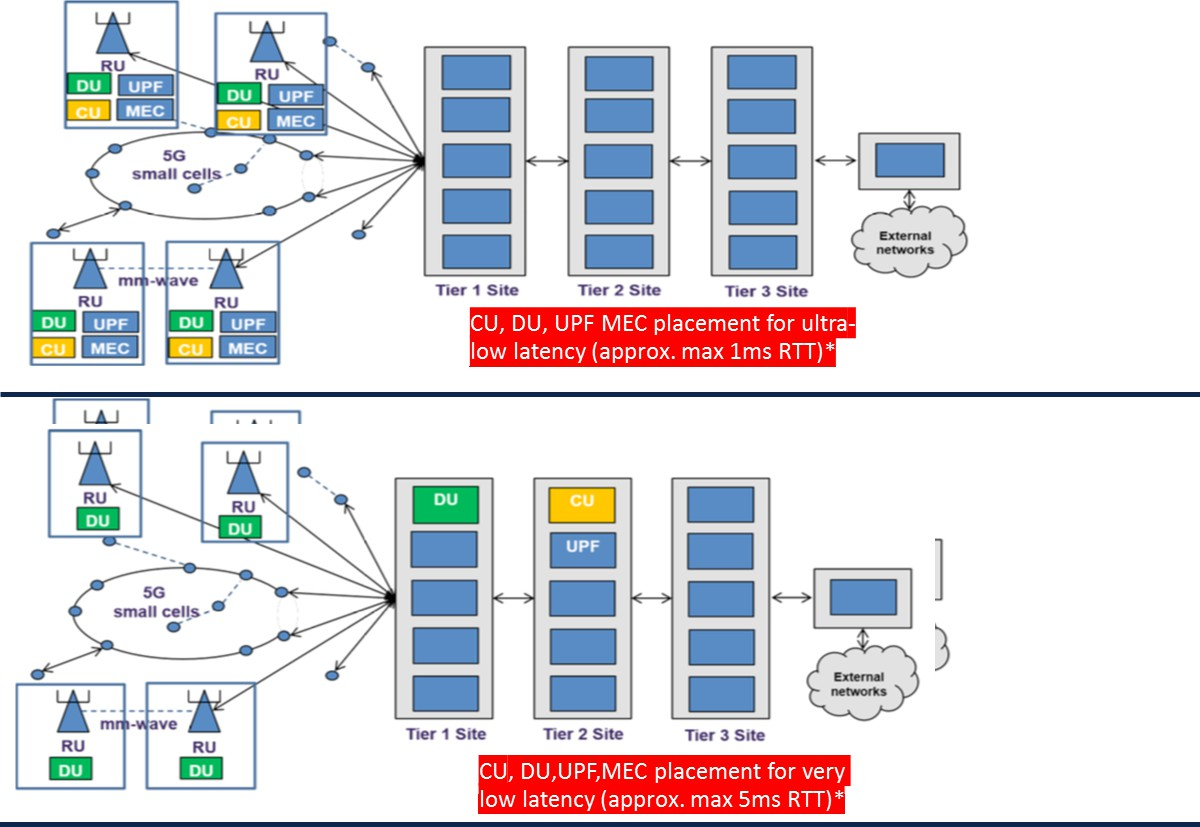 RU
DU UPF
CU MEC
RU
DU UPF
CU MEC
5G
small cells
mm-wave
RU
DU UPF
CU MEC
RU
DU UPF
CU MEC
Tier 1 Site
Tier 2 Site
Tier 3 Site
External
networks
CU, DU, UPF MEC placement for ultra-
low latency (approx. max 1ms RTT)*
RU
DU
RU
DU
5G
small cells
mm-wave
RU
DU
RU
DU
DU
CU
UPF
Tier 1 Site
Tier 2 Site
Tier 3 Site
External
networks
CU, DU,UPF,MEC placement for very
low latency (approx. max 5ms RTT)*